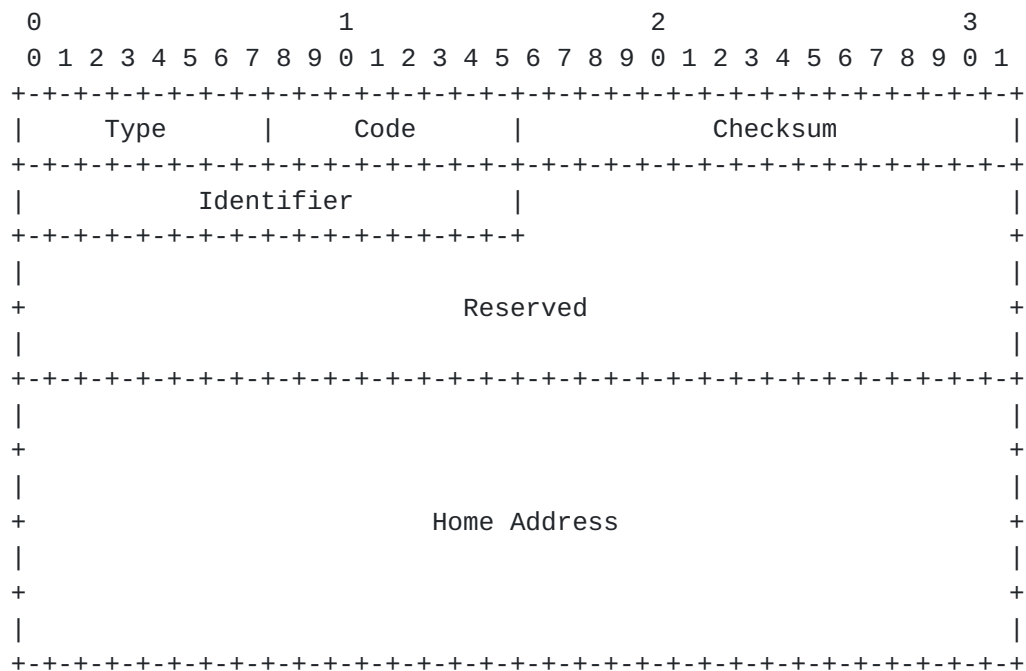 0                   1                   2                   3
 0 1 2 3 4 5 6 7 8 9 0 1 2 3 4 5 6 7 8 9 0 1 2 3 4 5 6 7 8 9 0 1
+-+-+-+-+-+-+-+-+-+-+-+-+-+-+-+-+-+-+-+-+-+-+-+-+-+-+-+-+-+-+-+-+
|     Type      |     Code      |            Checksum           |
+-+-+-+-+-+-+-+-+-+-+-+-+-+-+-+-+-+-+-+-+-+-+-+-+-+-+-+-+-+-+-+-+
|           Identifier          |                               |
+-+-+-+-+-+-+-+-+-+-+-+-+-+-+-+-+                               +
|                                                               |
+                            Reserved                           +
|                                                               |
+-+-+-+-+-+-+-+-+-+-+-+-+-+-+-+-+-+-+-+-+-+-+-+-+-+-+-+-+-+-+-+-+
|                                                               |
+                                                               +
|                                                               |
+                          Home Address                         +
|                                                               |
+                                                               +
|                                                               |
+-+-+-+-+-+-+-+-+-+-+-+-+-+-+-+-+-+-+-+-+-+-+-+-+-+-+-+-+-+-+-+-+